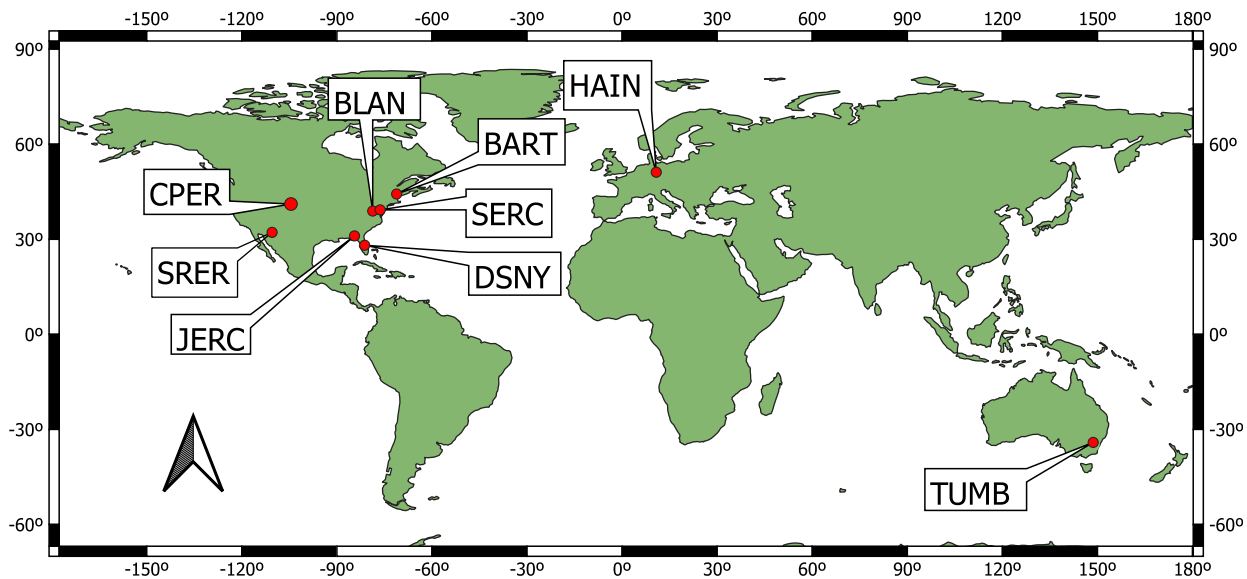 -150º -120º -90º -60º -30º 0º 30º 60º 90º 120º 150º 180º
90º 90º
HAIN
BLAN
BART
60º 60º
CPER
SERC
30º 30º
SRER
DSNY
JERC
0º 0º
-30º -30º
TUMB
-60º -60º
-150º -120º -90º -60º -30º 0º 30º 60º 90º 120º 150º 180º